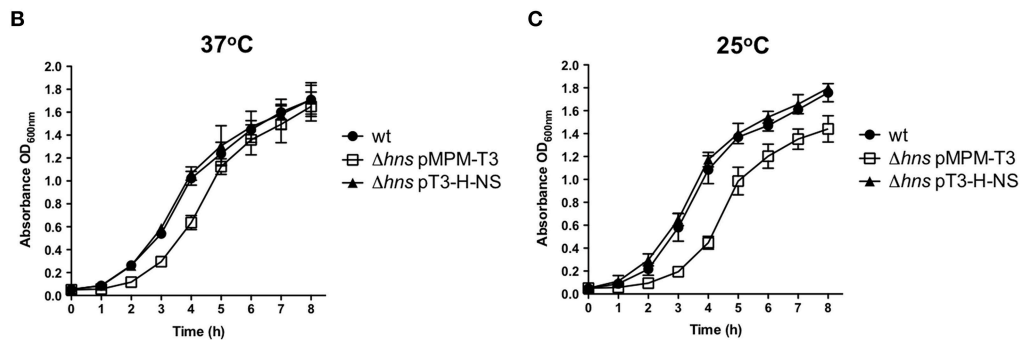 B
37°C
Absorbance OD600nm
2.0
1.8
1.6
1.4
1.2
1.0
0.8
0.6
0.4
0.2
0.0
0 1 2 3 4 5 6 7 8
Time (h)
wt
Δhns pMPM-T3
Δhns pT3-H-NS
C
25°C
Absorbance OD600nm
2.0
1.8
1.6
1.4
1.2
1.0
0.8
0.6
0.4
0.2
0.0
0 1 2 3 4 5 6 7 8
Time (h)
wt
Δhns pMPM-T3
Δhns pT3-H-NS